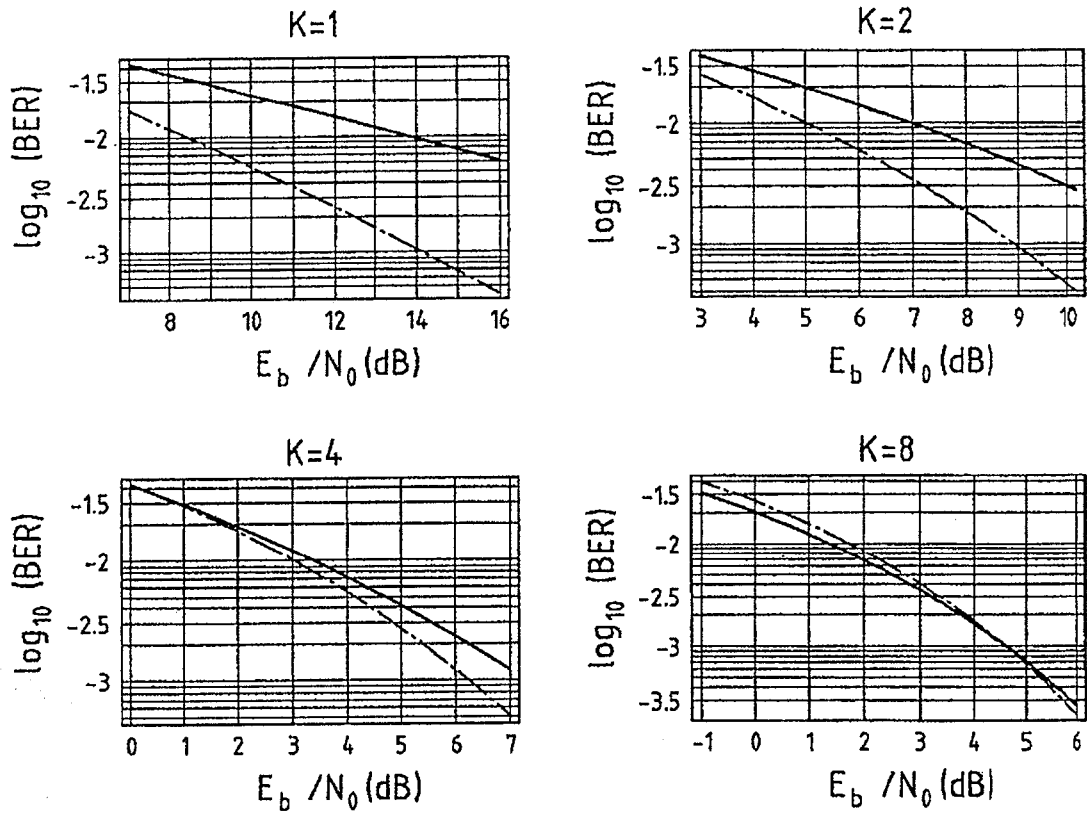 K=1
log10 (BER)
-1.5
-2
-2.5
-3
8 10 12 14 16
Eb /N0 (dB)
K=2
log10 (BER)
-1.5
-2
-2.5
-3
3 4 5 6 7 8 9 10
Eb /N0 (dB)
K=4
log10 (BER)
-1.5
-2
-2.5
-3
0 1 2 3 4 5 6 7
Eb /N0 (dB)
K=8
log10 (BER)
-1.5
-2
-2.5
-3
-3.5
-1 0 1 2 3 4 5 6
Eb /N0 (dB)